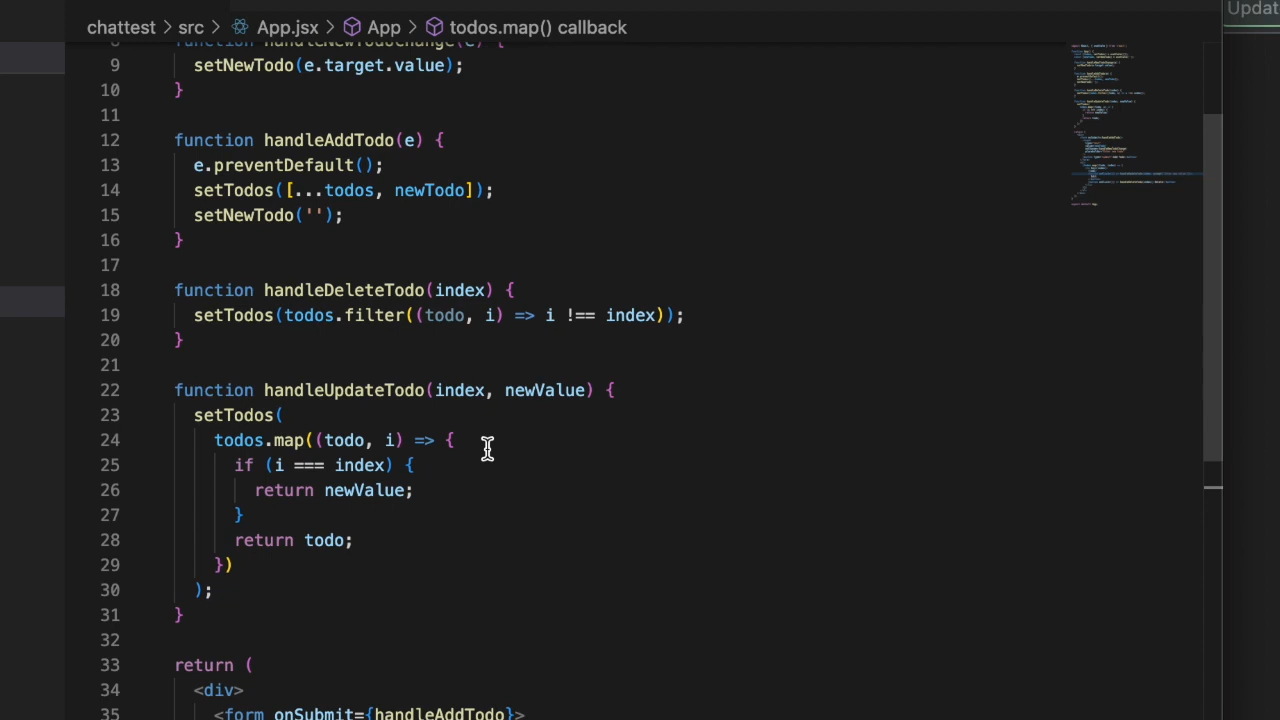 Updat
chattest > src > App.jsx > App > todos.map() callback
8 function handleNewTodoChange(e) {
9 setNewTodo(e.target.value);
10 }
11
12 function handleAddTodo(e) {
13 e.preventDefault();
14 setTodos([...todos, newTodo]);
15 setNewTodo('');
16 }
17
18 function handleDeleteTodo(index) {
19 setTodos(todos.filter((todo, i) => i !== index));
20 }
21
22 function handleUpdateTodo(index, newValue) {
23 setTodos(
24 todos.map((todo, i) => {
25 if (i === index) {
26 return newValue;
27 }
28 return todo;
29 })
30 );
31 }
32
33 return (
34 <div>
35 <form onSubmit={handleAddTodo}>